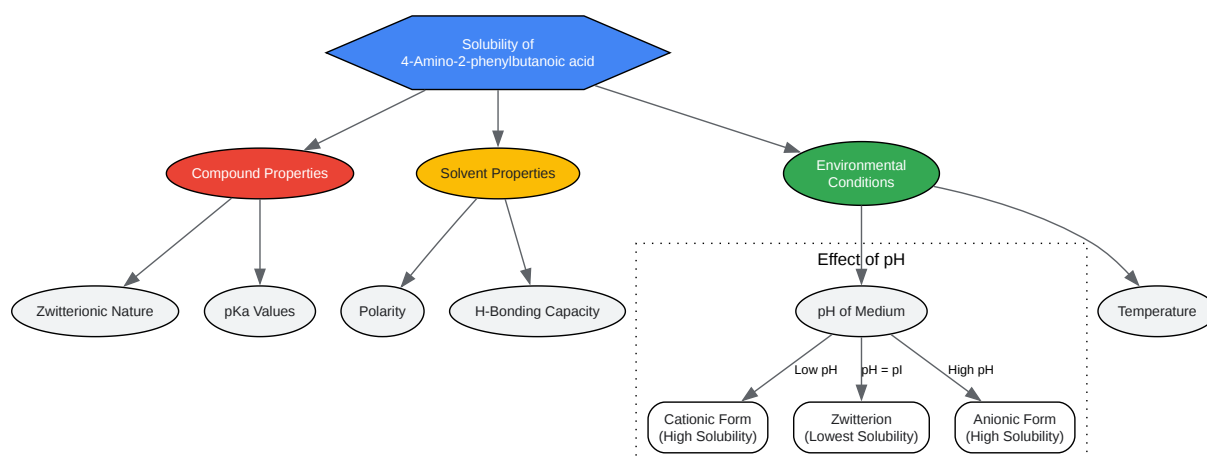 Solubility of
4-Amino-2-phenylbutanoic acid
Compound Properties
Solvent Properties
Environmental
Conditions
Effect of pH
Zwitterionic Nature
pKa Values
Polarity
H-Bonding Capacity
pH of Medium
Temperature
Low pH
pH = pI
High pH
Cationic Form
(High Solubility)
Zwitterion
(Lowest Solubility)
Anionic Form
(High Solubility)